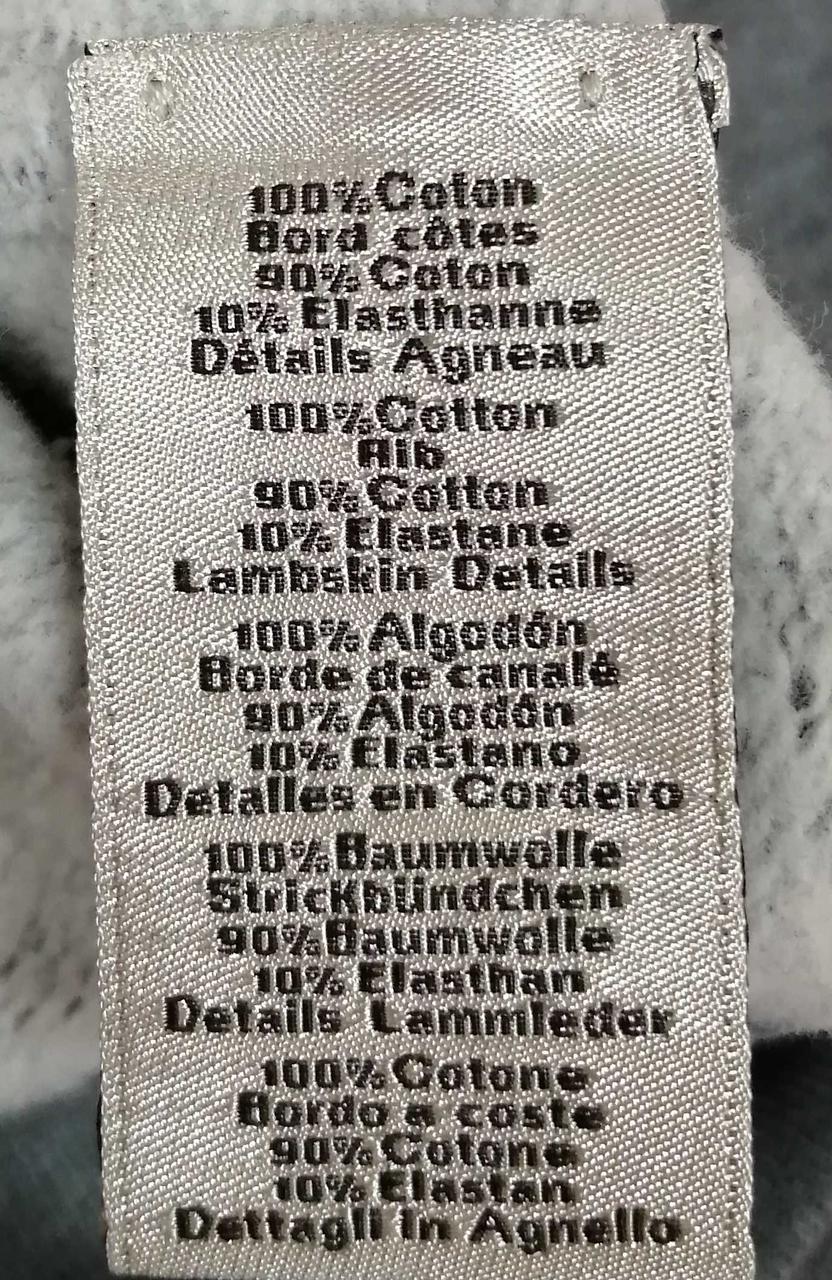 100% Coton
Bord côtes
90% Coton
10% Elasthanne
Détails Agneau
100% Cotton
Rib
90% Cotton
10% Elastane
Lambskin Details
100% Algodón
Borde de canalé
90% Algodón
10% Elastano
Detalles en Cordero
100% Baumwolle
Strickbündchen
90% Baumwolle
10% Elasthan
Details Lammleder
100% Cotone
Bordo a coste
90% Cotone
10% Elastan
Dettagli in Agnello